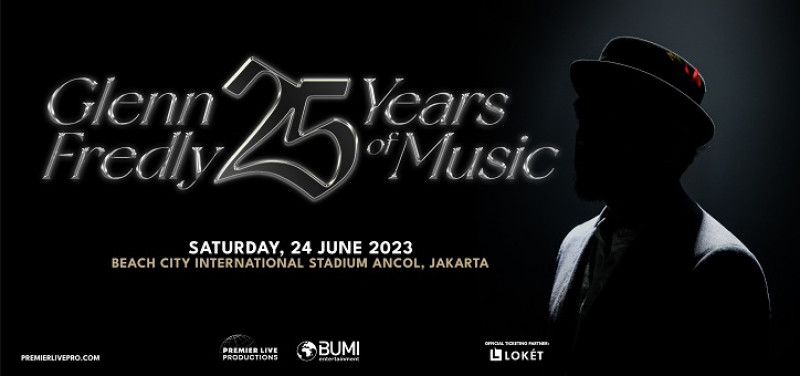 Glenn 25 Years
Fredly of Music
SATURDAY, 24 JUNE 2023
BEACH CITY INTERNATIONAL STADIUM ANCOL, JAKARTA
PREMIERLIVEPRO.COM
PREMIER LIVE
PRODUCTIONS
BUMI
entertainment
OFFICIAL TICKETING PARTNER:
LOKÉT